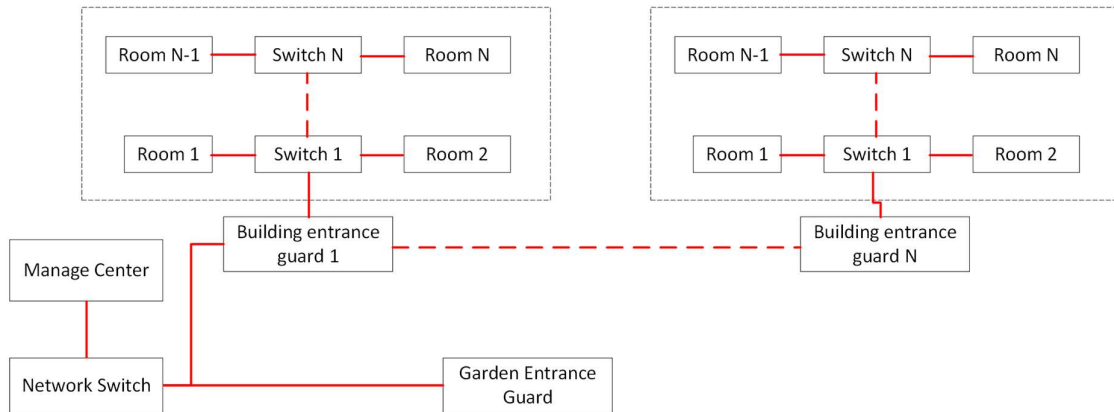 Room N-1
Switch N
Room N
Room N-1
Switch N
Room N
Room 1
Switch 1
Room 2
Room 1
Switch 1
Room 2
Building entrance
guard 1
Building entrance
guard N
Manage Center
Network Switch
Garden Entrance
Guard